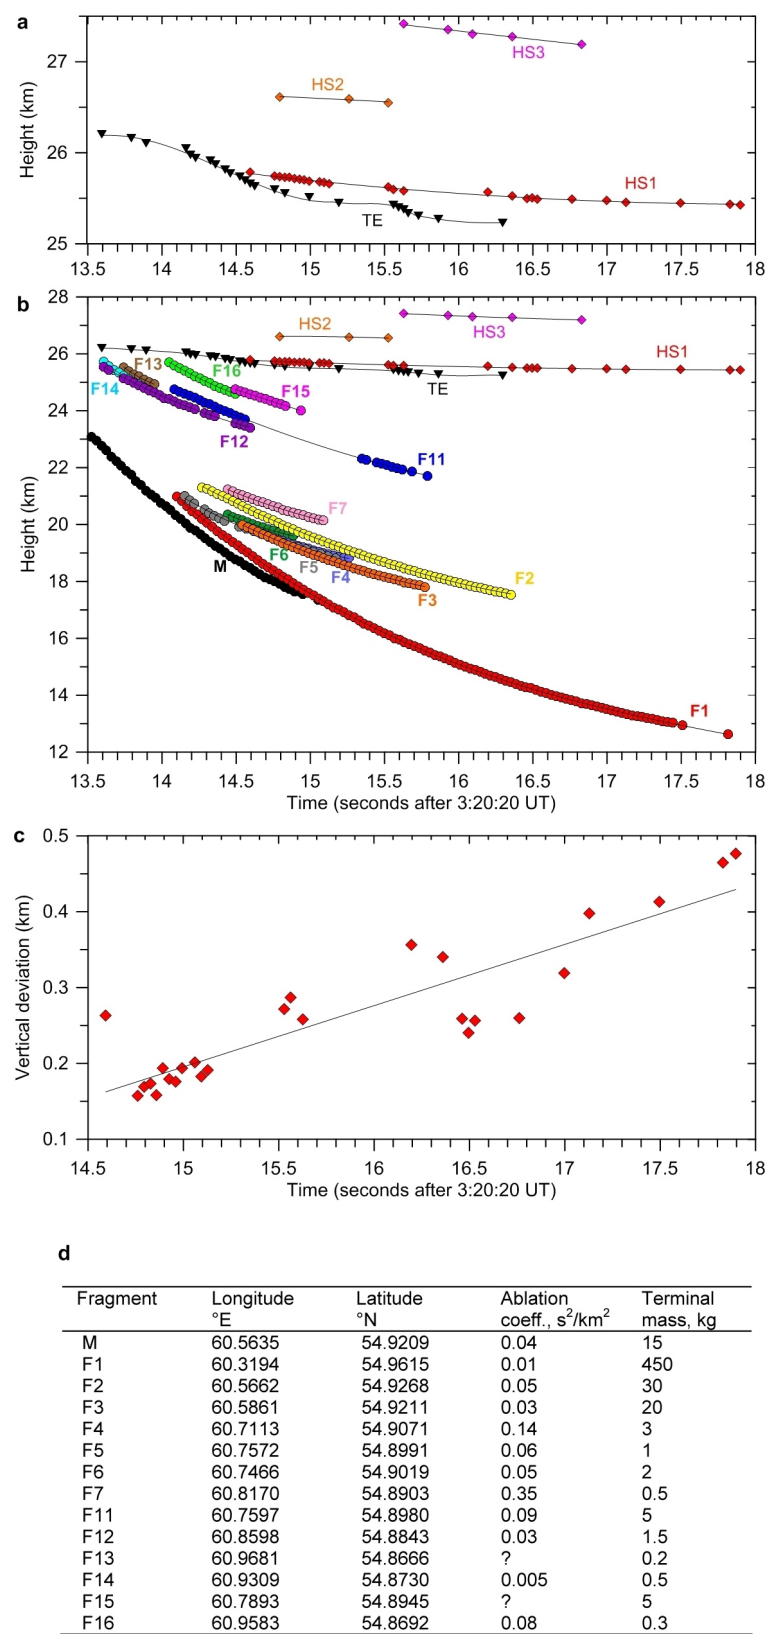 a
27
26
25
Height (km)
HS3
HS2
HS1
TE
13.5 14 14.5 15 15.5 16 16.5 17 17.5 18
b
28
26
24
22
20
18
16
14
12
Height (km)
HS3
HS2
HS1
TE
F13
F16
F14
F15
F12
F11
F7
F6
F5
F4
M
F2
F3
F1
13.5 14 14.5 15 15.5 16 16.5 17 17.5 18
Time (seconds after 3:20:20 UT)
c
0.5
0.4
0.3
0.2
0.1
Vertical deviation (km)
14.5 15 15.5 16 16.5 17 17.5 18
Time (seconds after 3:20:20 UT)
d
Fragment Longitude Latitude Ablation Terminal
°E °N coeff., s²/km² mass, kg
M 60.5635 54.9209 0.04 15
F1 60.3194 54.9615 0.01 450
F2 60.5662 54.9268 0.05 30
F3 60.5861 54.9211 0.03 20
F4 60.7113 54.9071 0.14 3
F5 60.7572 54.8991 0.06 1
F6 60.7466 54.9019 0.05 2
F7 60.8170 54.8903 0.35 0.5
F11 60.7597 54.8980 0.09 5
F12 60.8598 54.8843 0.03 1.5
F13 60.9681 54.8666 ? 0.2
F14 60.9309 54.8730 0.005 0.5
F15 60.7893 54.8945 ? 5
F16 60.9583 54.8692 0.08 0.3